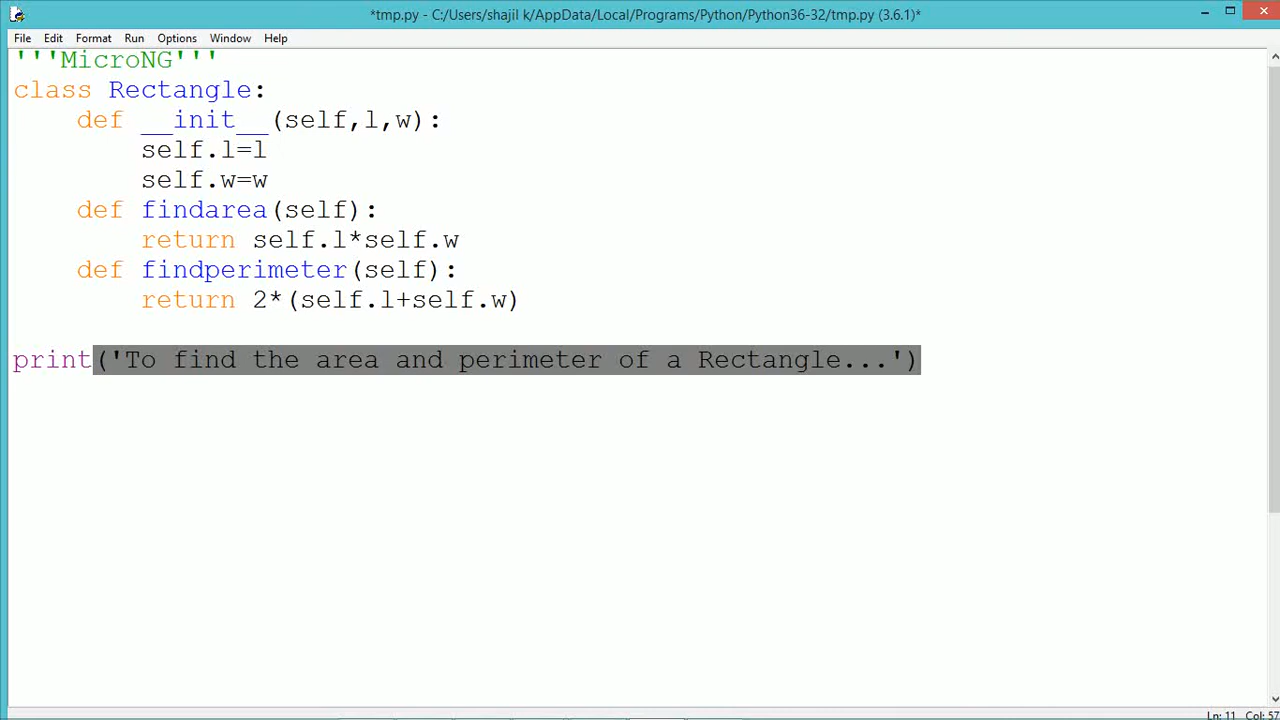 *tmp.py - C:/Users/shajil k/AppData/Local/Programs/Python/Python36-32/tmp.py (3.6.1)*
File Edit Format Run Options Window Help
'''MicroNG'''
class Rectangle:
    def __init__(self,l,w):
        self.l=l
        self.w=w
    def findarea(self):
        return self.l*self.w
    def findperimeter(self):
        return 2*(self.l+self.w)
print('To find the area and perimeter of a Rectangle...')
Ln: 11 Col: 57